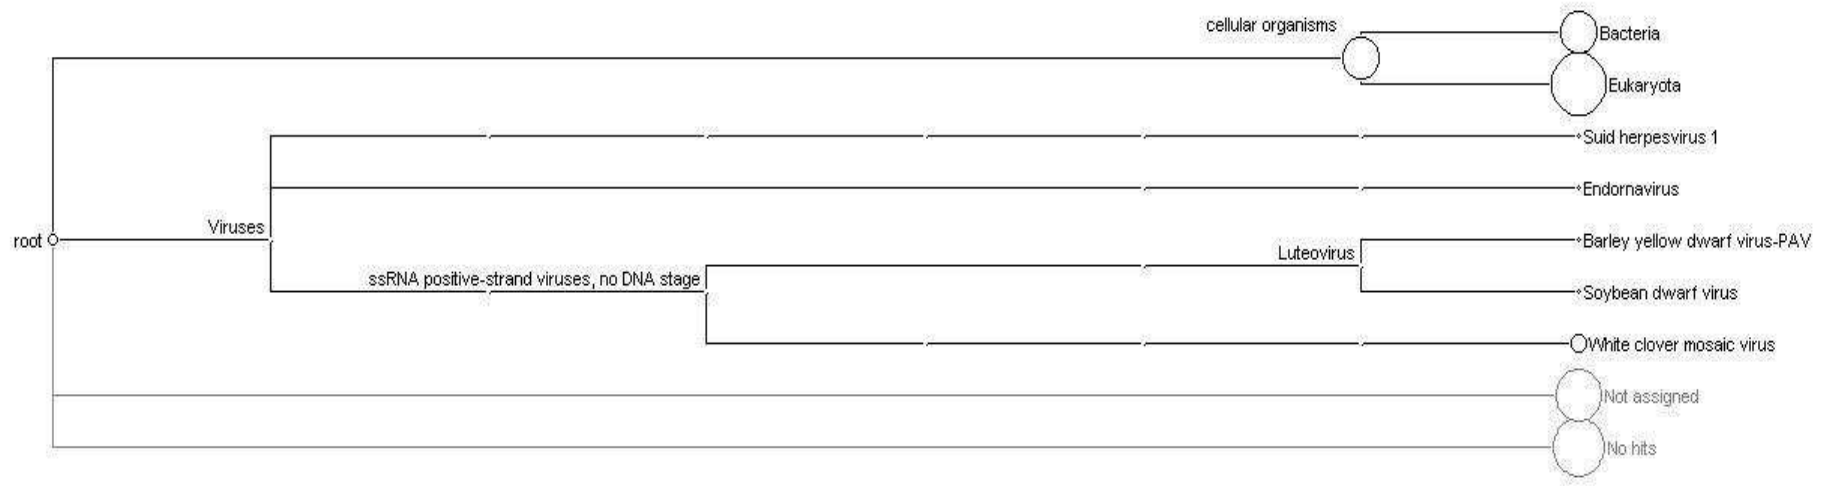 cellular organisms
Bacteria
Eukaryota
Suid herpesvirus 1
Endornavirus
Viruses
root
Barley yellow dwarf virus-PAV
Luteovirus
ssRNA positive-strand viruses, no DNA stage
Soybean dwarf virus
White clover mosaic virus
Not assigned
No hits